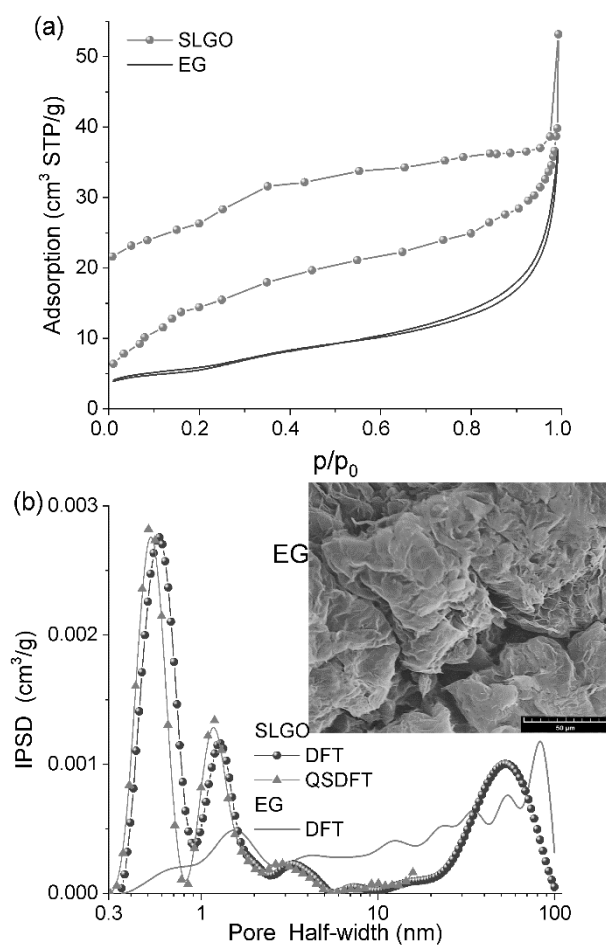 (a)
SLGO
EG
Adsorption (cm³ STP/g)
50
40
30
20
10
0
0.0
0.2
0.4
0.6
0.8
1.0
p/p₀
(b)
0.003
0.002
0.001
0.000
IPSD (cm³/g)
EG
50 µm
SLGO
DFT
QSDFT
EG
DFT
0.3
1
10
100
Pore Half-width (nm)